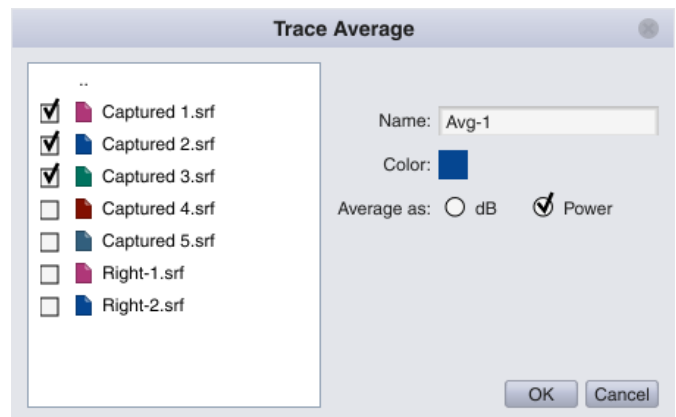 Trace Average
..
Captured 1.srf
Captured 2.srf
Captured 3.srf
Captured 4.srf
Captured 5.srf
Right-1.srf
Right-2.srf
Name: Avg-1
Color:
Average as: dB Power
OK Cancel